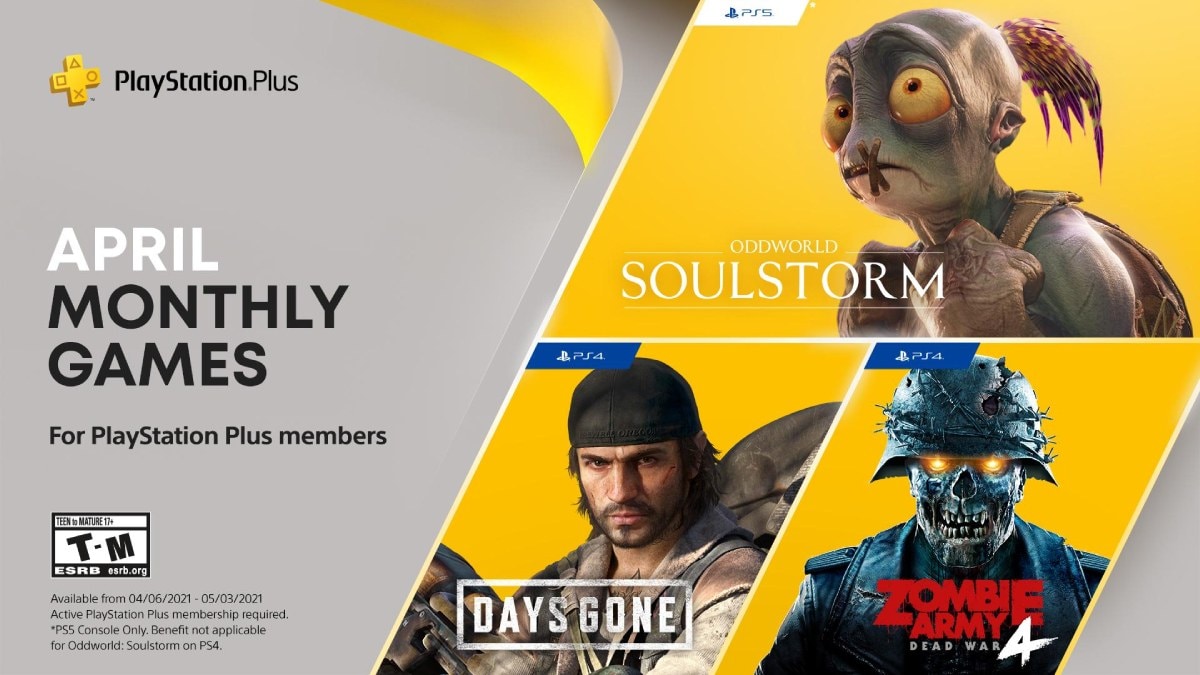 PlayStation.Plus
APRIL
MONTHLY
GAMES
For PlayStation Plus members
TEEN to MATURE 17+
T-M
ESRB esrb.org
Available from 04/06/2021 - 05/03/2021
Active PlayStation Plus membership required.
*PS5 Console Only. Benefit not applicable
for Oddworld: Soulstorm on PS4.
PS5 *
ODDWORLD
SOULSTORM
PS4
DAYS GONE
PS4
ZOMBIE
ARMY 4
DEAD WAR